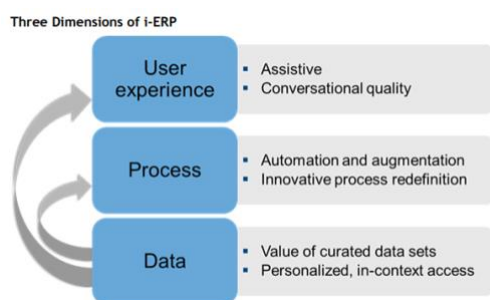 Three Dimensions of i-ERP
User
experience
▪ Assistive
▪ Conversational quality
Process
▪ Automation and augmentation
▪ Innovative process redefinition
Data
▪ Value of curated data sets
▪ Personalized, in-context access